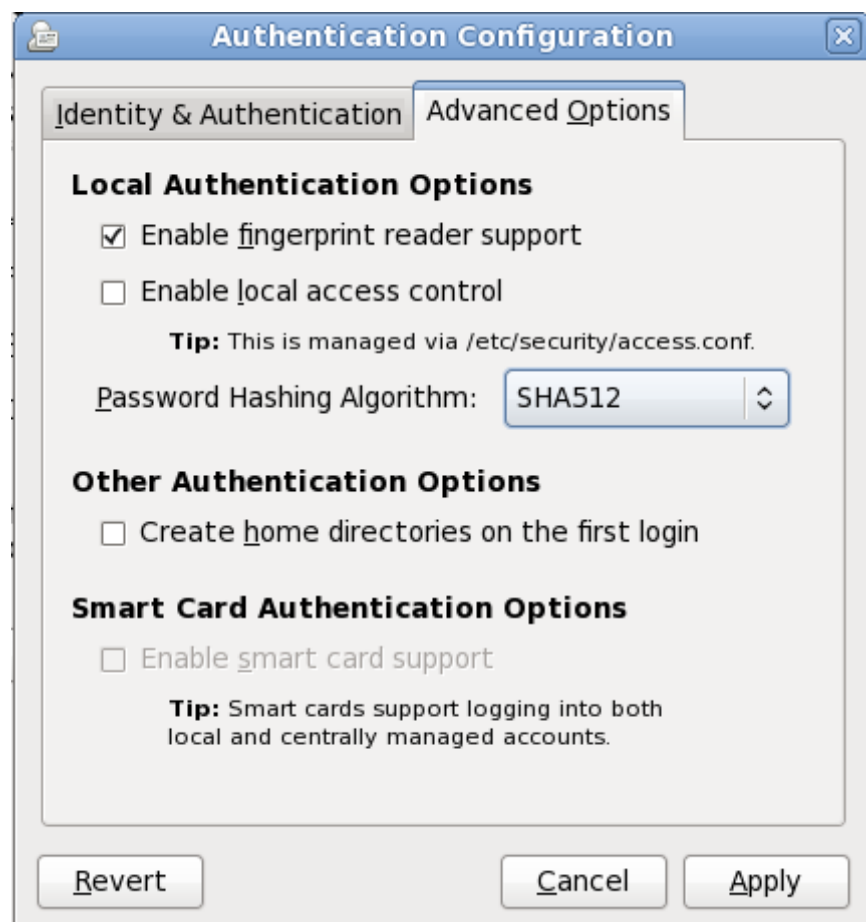 Authentication Configuration
Identity & Authentication
Advanced Options
Local Authentication Options
Enable fingerprint reader support
Enable local access control
Tip: This is managed via /etc/security/access.conf.
Password Hashing Algorithm: SHA512
Other Authentication Options
Create home directories on the first login
Smart Card Authentication Options
Enable smart card support
Tip: Smart cards support logging into both
local and centrally managed accounts.
Revert
Cancel
Apply